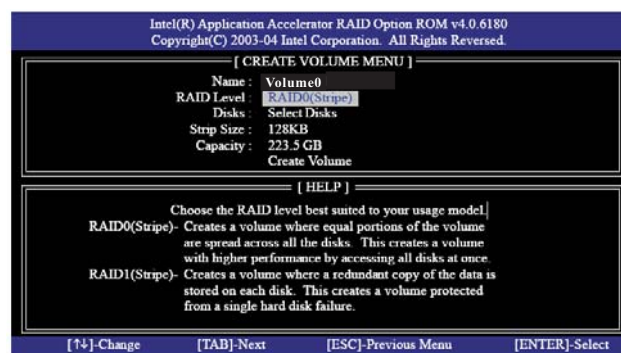 Intel(R) Application Accelerator RAID Option ROM v4.0.6180
Copyright(C) 2003-04 Intel Corporation. All Rights Reversed.
[ CREATE VOLUME MENU ]
Name : Volume0
RAID Level : RAID0(Stripe)
Disks : Select Disks
Strip Size : 128KB
Capacity : 223.5 GB
Create Volume
[ HELP ]
Choose the RAID level best suited to your usage model.
RAID0(Stripe)- Creates a volume where equal portions of the volume
are spread across all the disks. This creates a volume
with higher performance by accessing all disks at once.
RAID1(Stripe)- Creates a volume where a redundant copy of the data is
stored on each disk. This creates a volume protected
from a single hard disk failure.
[↑↓]-Change [TAB]-Next [ESC]-Previous Menu [ENTER]-Select